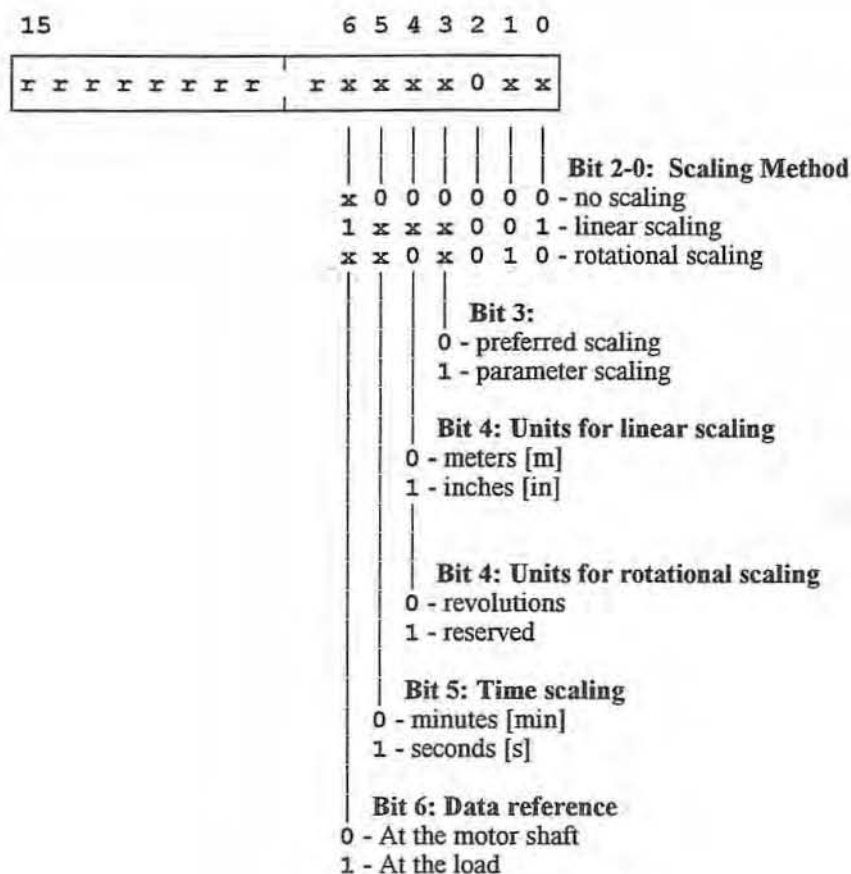 15 6 5 4 3 2 1 0
r r r r r r r r r x x x x 0 x x
Bit 2-0: Scaling Method
x 0 0 0 0 0 0 - no scaling
1 x x x 0 0 1 - linear scaling
x x 0 x 0 1 0 - rotational scaling
Bit 3:
0 - preferred scaling
1 - parameter scaling
Bit 4: Units for linear scaling
0 - meters [m]
1 - inches [in]
Bit 4: Units for rotational scaling
0 - revolutions
1 - reserved
Bit 5: Time scaling
0 - minutes [min]
1 - seconds [s]
Bit 6: Data reference
0 - At the motor shaft
1 - At the load